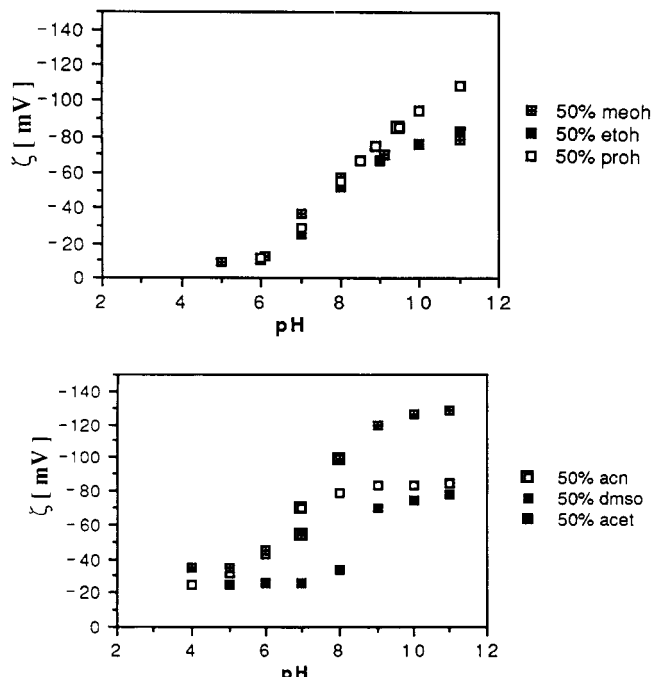 -140
-120
-100
-80
-60
-40
-20
0
ζ [ mV ]
2 4 6 8 10 12
pH
50% meoh
50% etoh
50% proh
-140
-120
-100
-80
-60
-40
-20
0
ζ [ mV ]
2 4 6 8 10 12
pH
50% acn
50% dmso
50% acet